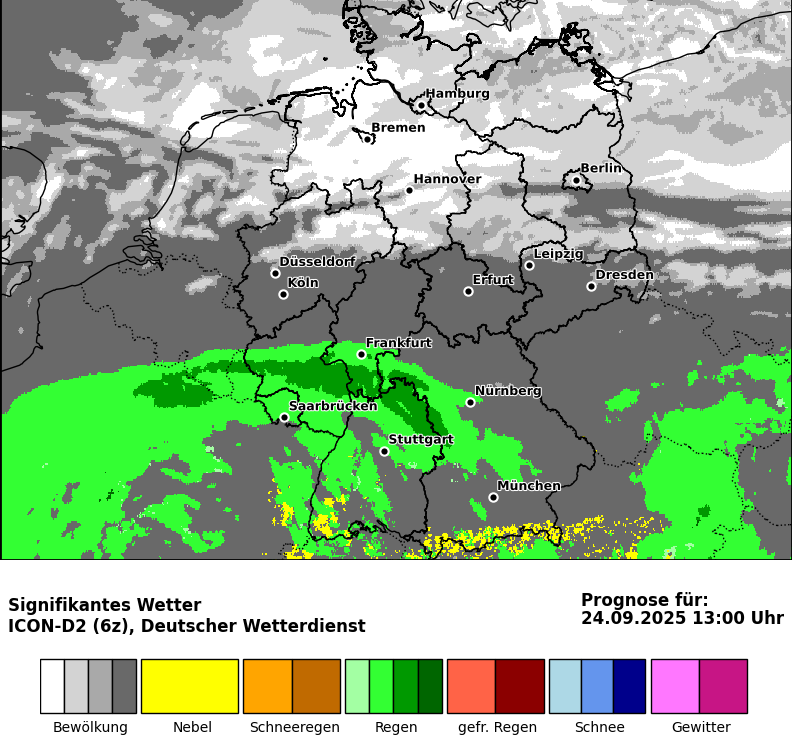 Hamburg
Bremen
Berlin
Hannover
Leipzig
Düsseldorf
Dresden
Erfurt
Köln
Frankfurt
Nürnberg
Saarbrücken
Stuttgart
München
Signifikantes Wetter
ICON-D2 (6z), Deutscher Wetterdienst
Prognose für:
24.09.2025 13:00 Uhr
Bewölkung
Nebel
Schneeregen
Regen
gefr. Regen
Schnee
Gewitter